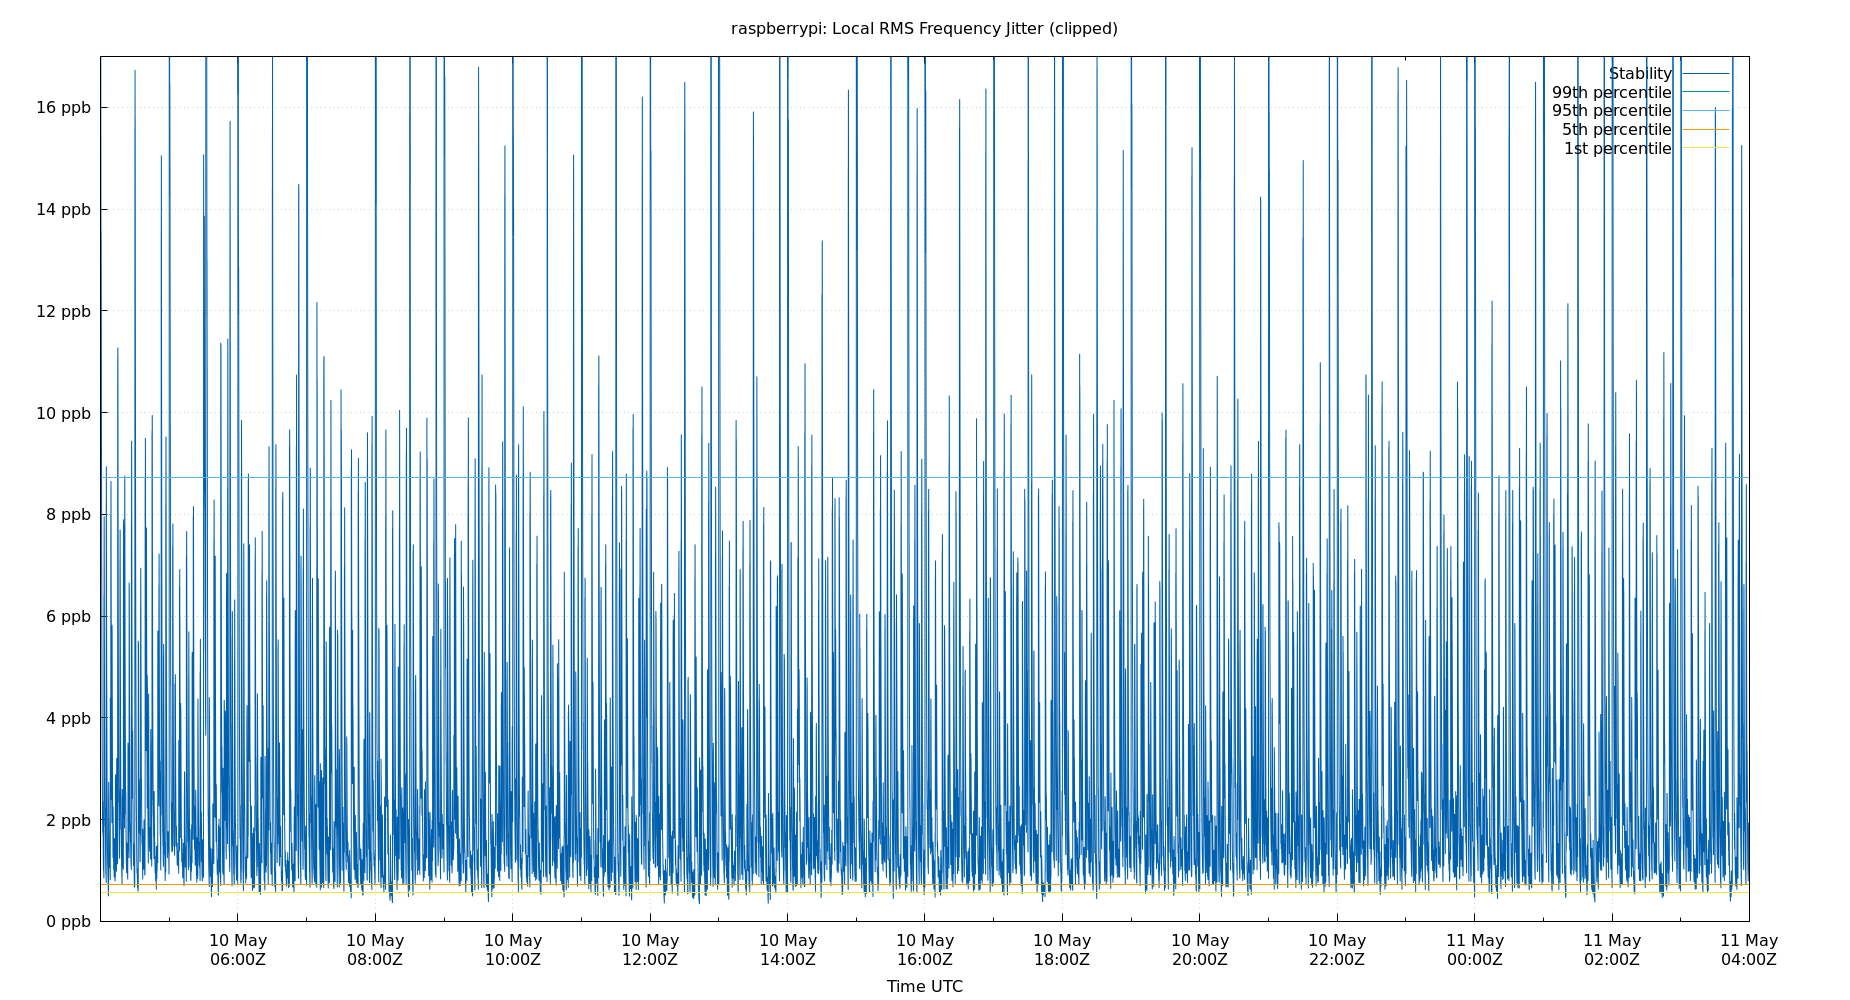 raspberrypi: Local RMS Frequency Jitter (clipped)
Stability
99th percentile
95th percentile
5th percentile
1st percentile
16 ppb
14 ppb
12 ppb
10 ppb
8 ppb
6 ppb
4 ppb
2 ppb
0 ppb
10 May 10 May 10 May 10 May 10 May 10 May 10 May 10 May 10 May 11 May 11 May 11 May
06:00Z 08:00Z 10:00Z 12:00Z 14:00Z 16:00Z 18:00Z 20:00Z 22:00Z 00:00Z 02:00Z 04:00Z
Time UTC